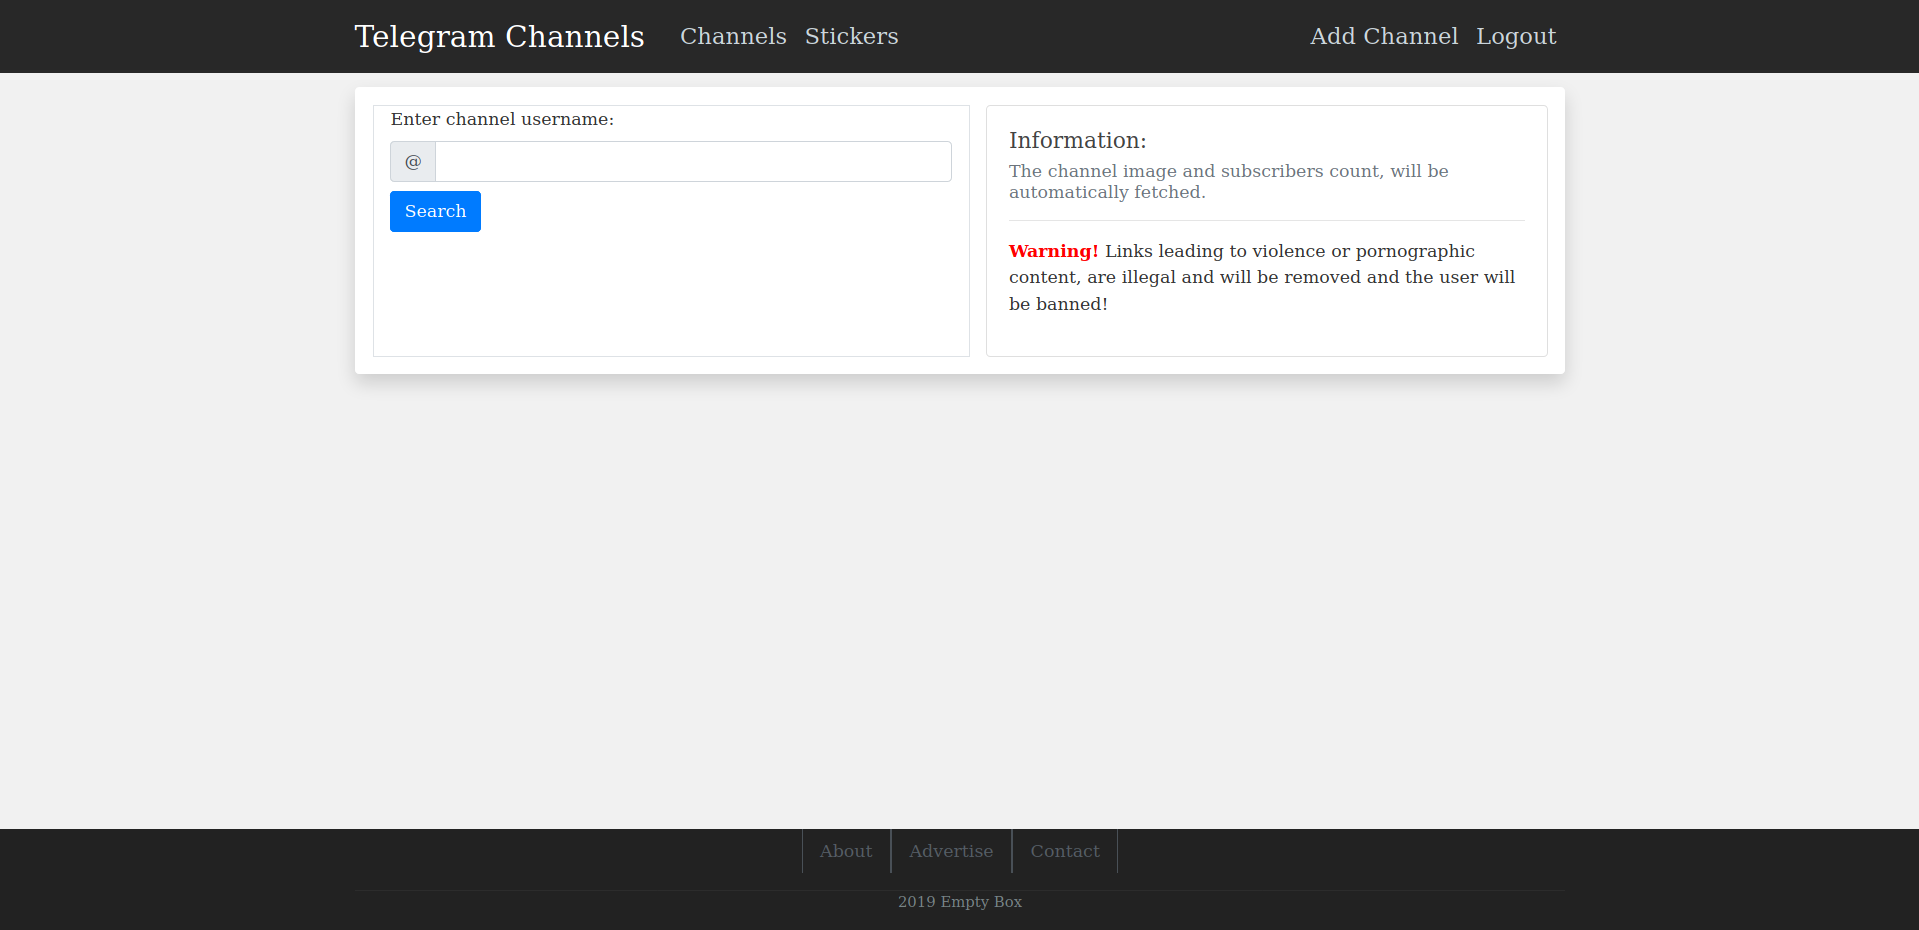 Telegram Channels Channels Stickers Add Channel Logout
Enter channel username:
@
Search
Information:
The channel image and subscribers count, will be
automatically fetched.
Warning! Links leading to violence or pornographic
content, are illegal and will be removed and the user will
be banned!
About Advertise Contact
2019 Empty Box